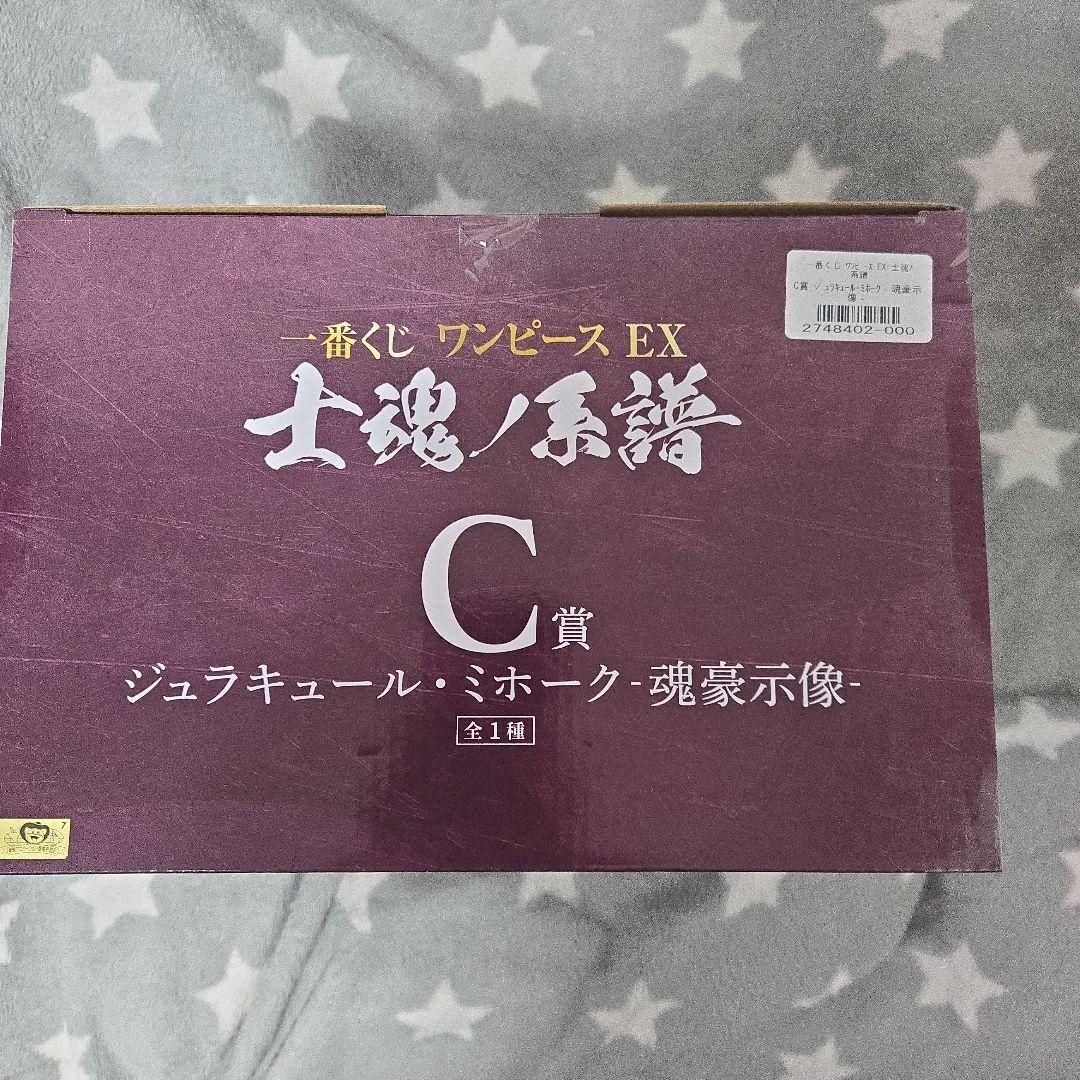 一番くじ ワンピース EX 士魂ノ
系譜
C賞 ジュラキュール・ミホーク - 魂豪示
像 -
2748402-000
一番くじ ワンピース EX
士魂ノ系譜
C賞
ジュラキュール・ミホーク-魂豪示像-
全1種
7